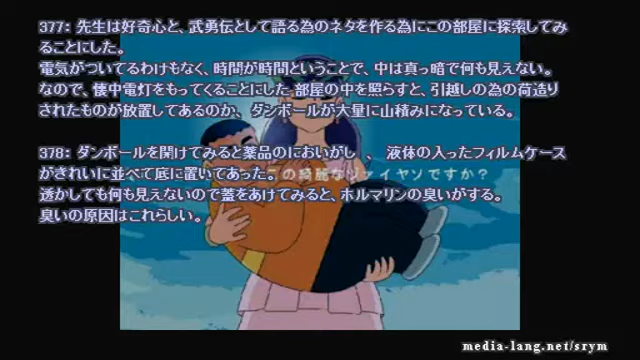 377: 先生は好奇心と、武勇伝として語る為のネタを作る為にこの部屋に探索してみ
ることにした。
電気がついてるわけもなく、時間が時間ということで、中は真っ暗で何も見えない。
なので、懐中電灯をもってくることにした 部屋の中を照らすと、引越しの為の荷造り
されたものが放置してあるのか、ダンボールが大量に山積みになっている。
378: ダンボールを開けてみると薬品のにおいがし 、 液体の入ったフィルムケース
がきれいに並べて底に置いてあった。
この綺麗な
ですか？
透かしても何も見えないので蓋をあけてみると、ホルマリンの臭いがする。
臭いの原因はこれらしい。
media-lang.net/srym